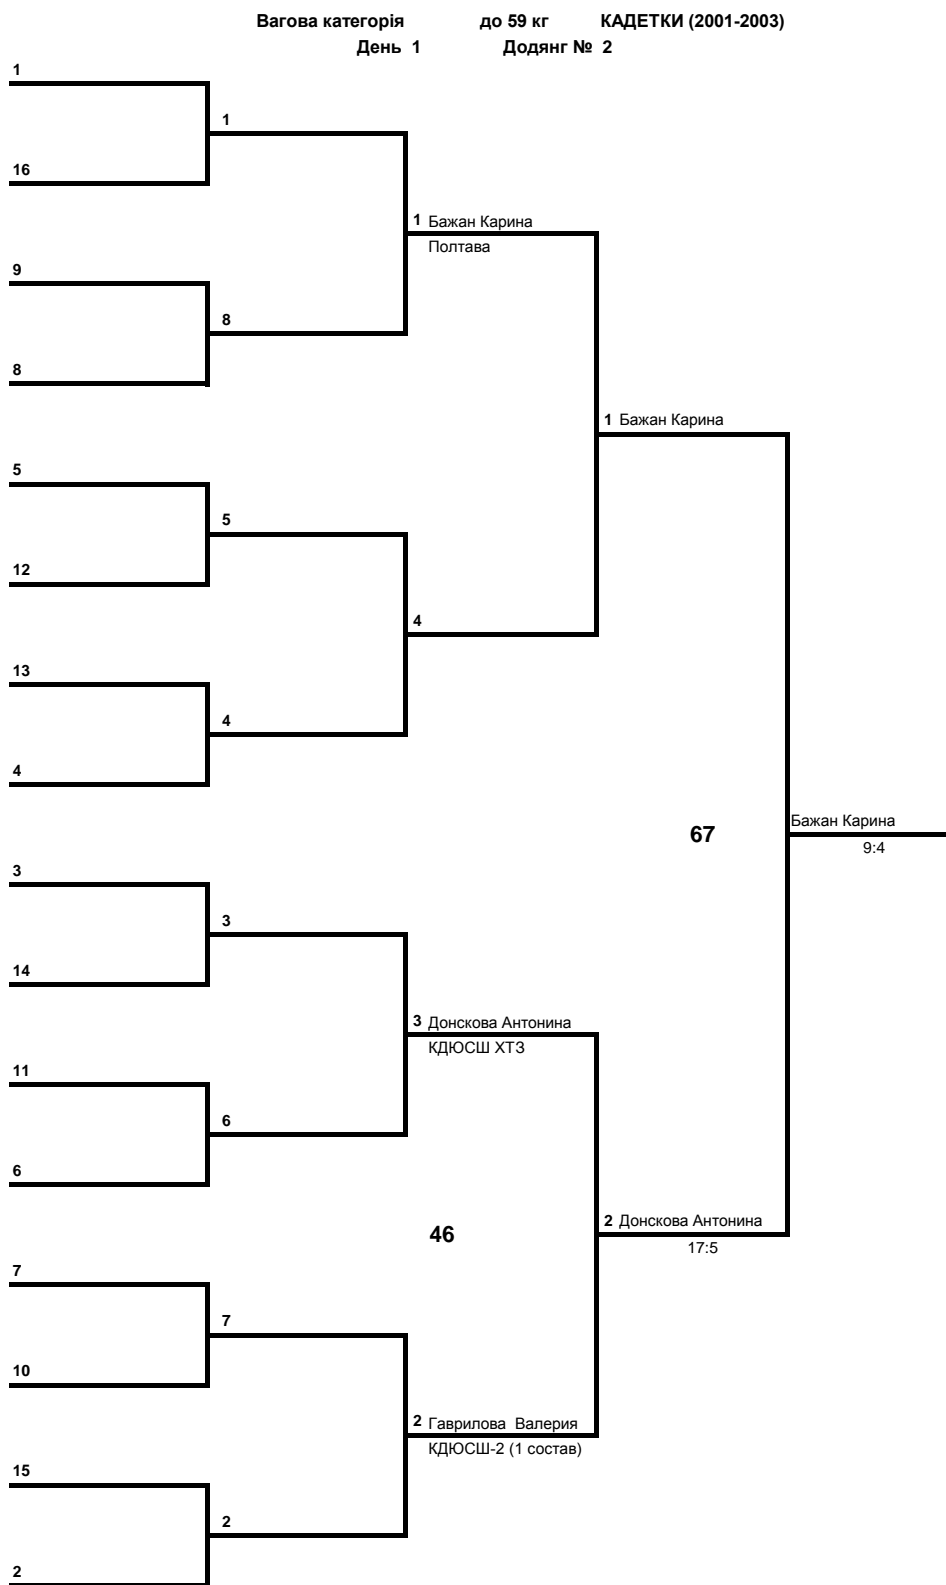 Вагова категорія до 59 кг КАДЕТКИ (2001-2003)
День 1 Додянг № 2
1
1
16
1 Бажан Карина
Полтава
9
8
8
1 Бажан Карина
5
5
12
4
13
4
4
67
Бажан Карина
9:4
3
3
14
3 Донскова Антонина
КДЮСШ ХТЗ
11
6
6
46
2 Донскова Антонина
17:5
7
7
10
2 Гаврилова Валерия
КДЮСШ-2 (1 состав)
15
2
2